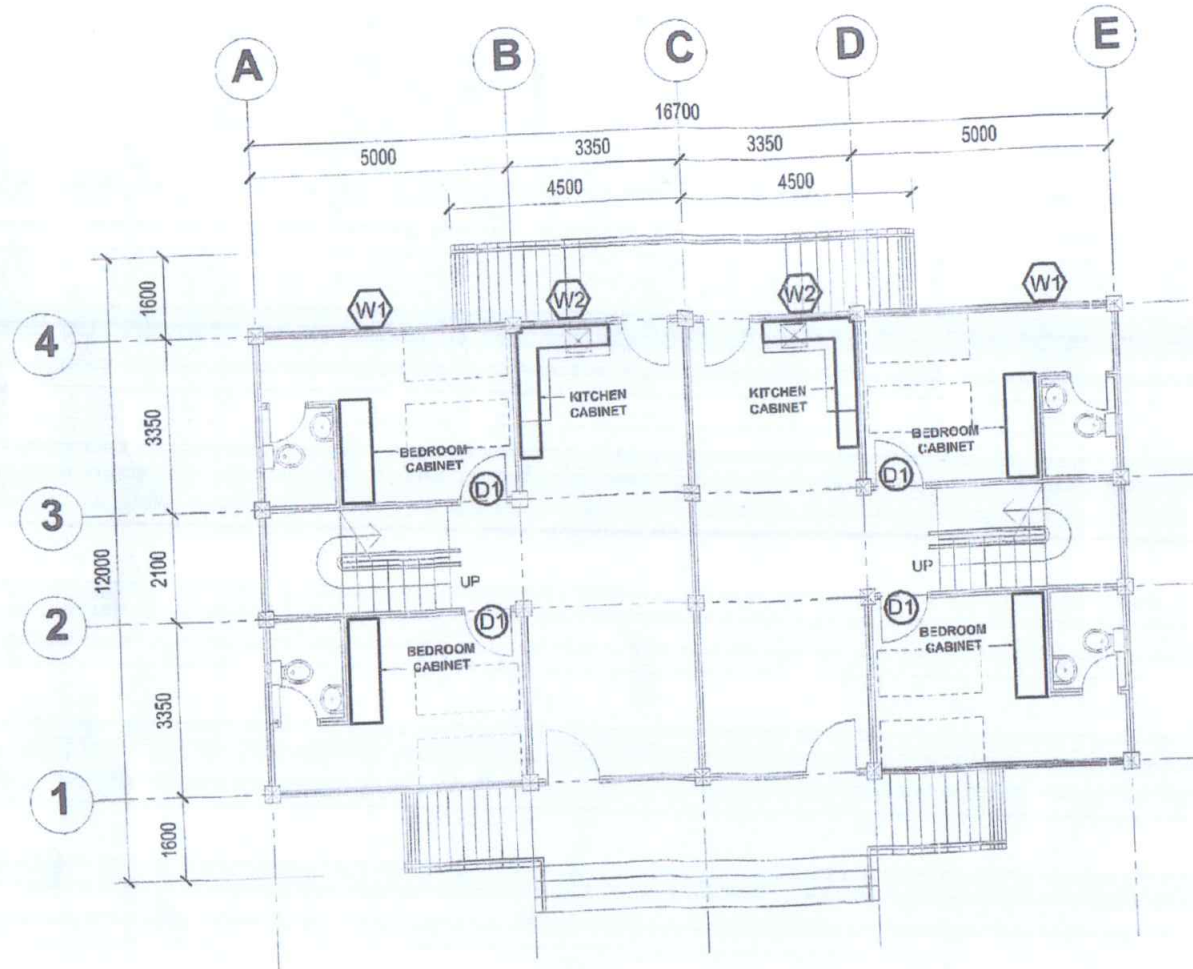 A
B
C
D
E
16700
5000
3350
3350
5000
4500
4500
1600
W1
W2
W2
W1
4
KITCHEN
CABINET
KITCHEN
CABINET
3350
BEDROOM
CABINET
BEDROOM
CABINET
D1
D1
3
12000
2100
UP
UP
2
D1
D1
BEDROOM
CABINET
BEDROOM
CABINET
3350
1
1600